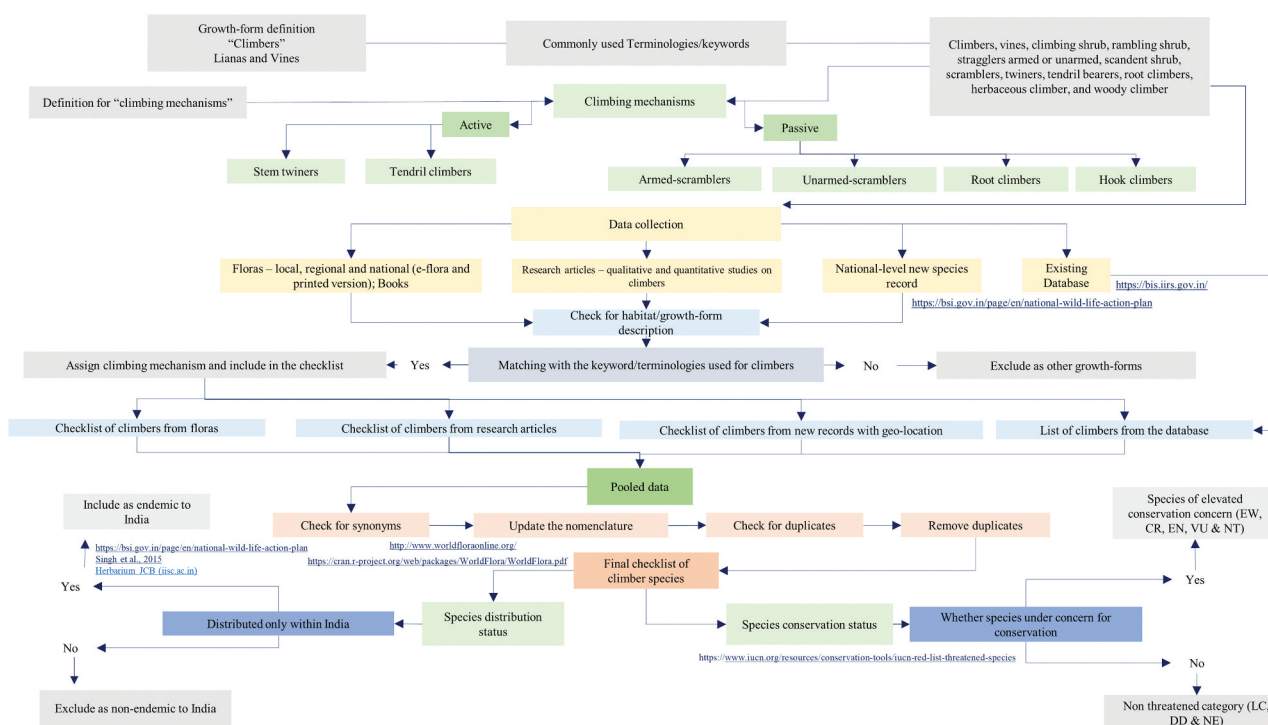 Growth-form definition
“Climbers”
Lianas and Vines
Commonly used Terminologies/keywords
Climbers, vines, climbing shrub, rambling shrub,
stragglers armed or unarmed, scandent shrub,
scramblers, twiners, tendril bearers, root climbers,
herbaceous climber, and woody climber
Definition for “climbing mechanisms”
Climbing mechanisms
Active
Passive
Stem twiners
Tendril climbers
Armed-scramblers
Unarmed-scramblers
Root climbers
Hook climbers
Data collection
Floras – local, regional and national (e-flora and
printed version); Books
Research articles – qualitative and quantitative studies on
climbers
National-level new species
record
Existing
Database
https://bis.iirs.gov.in/
https://bsi.gov.in/page/en/national-wild-life-action-plan
Check for habitat/growth-form
description
Assign climbing mechanism and include in the checklist
Yes
Matching with the keyword/terminologies used for climbers
No
Exclude as other growth-forms
Checklist of climbers from floras
Checklist of climbers from research articles
Checklist of climbers from new records with geo-location
List of climbers from the database
Pooled data
Include as endemic to
India
Species of elevated
conservation concern (EW,
CR, EN, VU & NT)
Check for synonyms
Update the nomenclature
Check for duplicates
Remove duplicates
https://bsi.gov.in/page/en/national-wild-life-action-plan
Singh et al., 2015
Herbarium JCB (iisc.ac.in)
http://www.worldfloraonline.org/
https://cran.r-project.org/web/packages/WorldFlora/WorldFlora.pdf
Final checklist of
climber species
Yes
Yes
Distributed only within India
Species distribution
status
Species conservation status
Whether species under concern for
conservation
No
https://www.iucn.org/resources/conservation-tools/iucn-red-list-threatened-species
No
Exclude as non-endemic to India
Non threatened category (LC,
DD & NE)